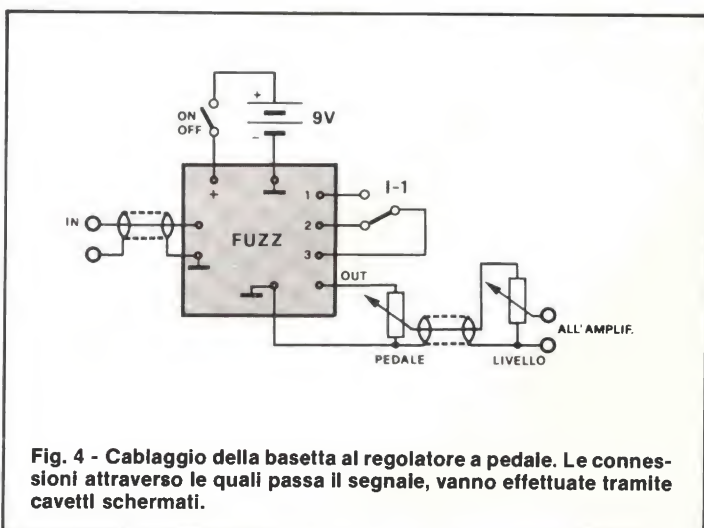 +
ON
OFF
9V
-
+
1
I-1
IN
2
FUZZ
3
OUT
ALL'AMPLIF.
PEDALE
LIVELLO
Fig. 4 - Cablaggio della basetta al regolatore a pedale. Le connes-
sioni attraverso le quali passa il segnale, vanno effettuate tramite
cavetti schermati.